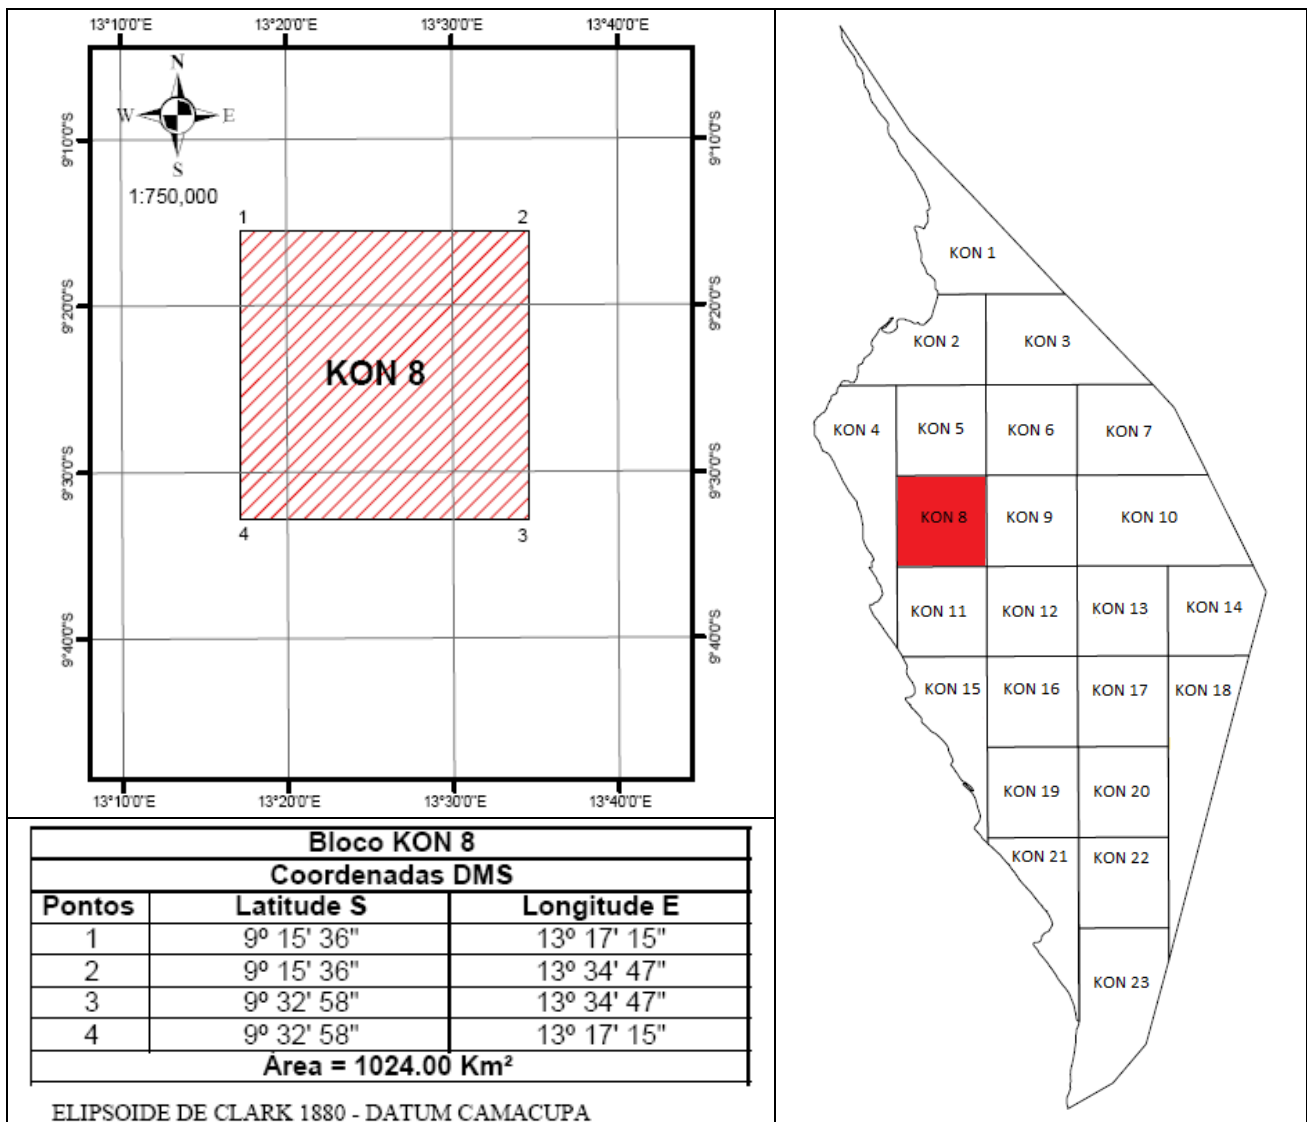 13°10'0"E 13°20'0"E 13°30'0"E 13°40'0"E
N
W E
S
1:750,000
9°10'0"S 9°10'0"S
1 2
9°20'0"S 9°20'0"S
KON 8
9°30'0"S 9°30'0"S
4 3
9°40'0"S 9°40'0"S
13°10'0"E 13°20'0"E 13°30'0"E 13°40'0"E
Bloco KON 8
Coordenadas DMS
Pontos Latitude S Longitude E
1 9º 15' 36" 13º 17' 15"
2 9º 15' 36" 13º 34' 47"
3 9º 32' 58" 13º 34' 47"
4 9º 32' 58" 13º 17' 15"
Área = 1024.00 Km²
ELIPSOIDE DE CLARK 1880 - DATUM CAMACUPA
KON 1
KON 2 KON 3
KON 4 KON 5 KON 6 KON 7
KON 8 KON 9 KON 10
KON 11 KON 12 KON 13 KON 14
KON 15 KON 16 KON 17 KON 18
KON 19 KON 20
KON 21 KON 22
KON 23